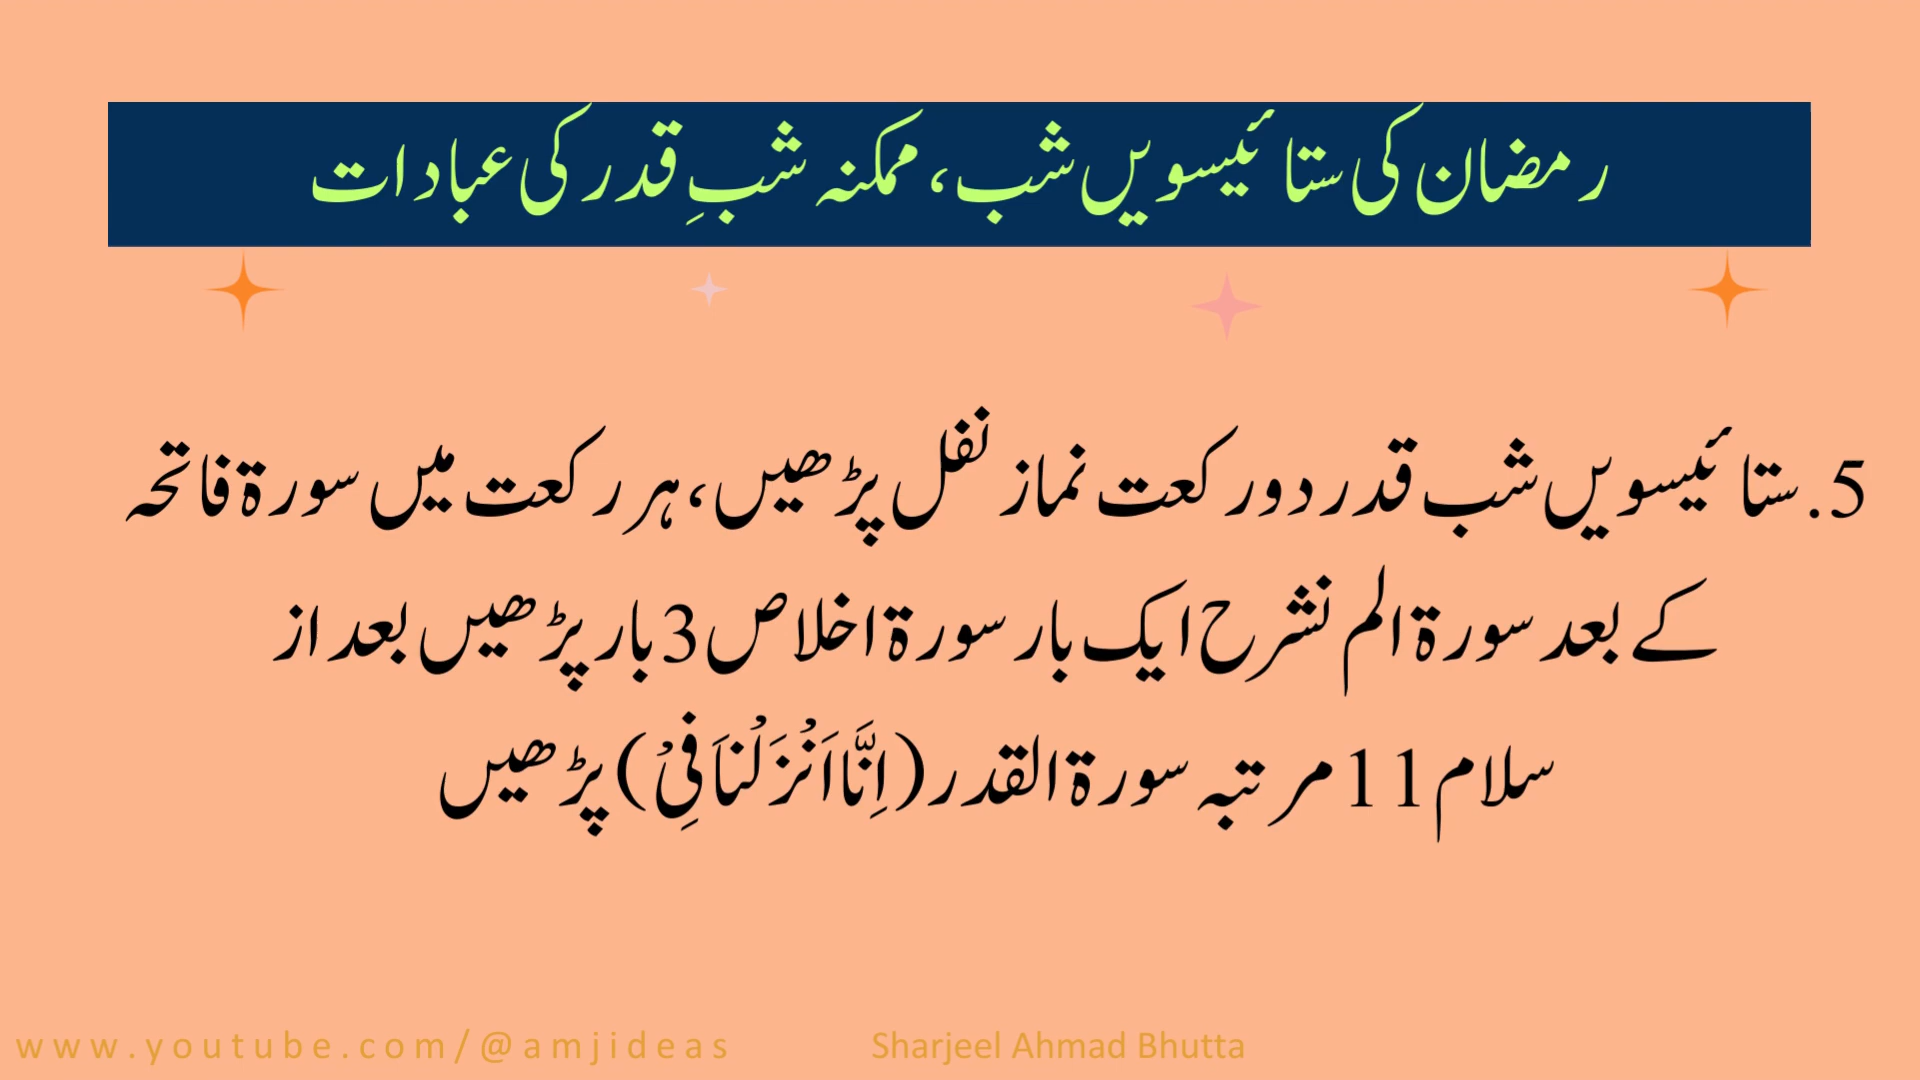 رمضان کی ستائیسویں شب، ممکنہ شبِ قدر کی عبادات
5. ستائیسویں شب قدر دو رکعت نماز نفل پڑھیں، ہر رکعت میں سورۃ فاتحہ
کے بعد سورۃ الم نشرح ایک بار سورۃ اخلاص 3 بار پڑھیں بعد از
سلام 11 مرتبہ سورۃ القدر (اِنَّا اَنْزَلْنَا فِیْ) پڑھیں
www.youtube.com/@amjideas Sharjeel Ahmad Bhutta